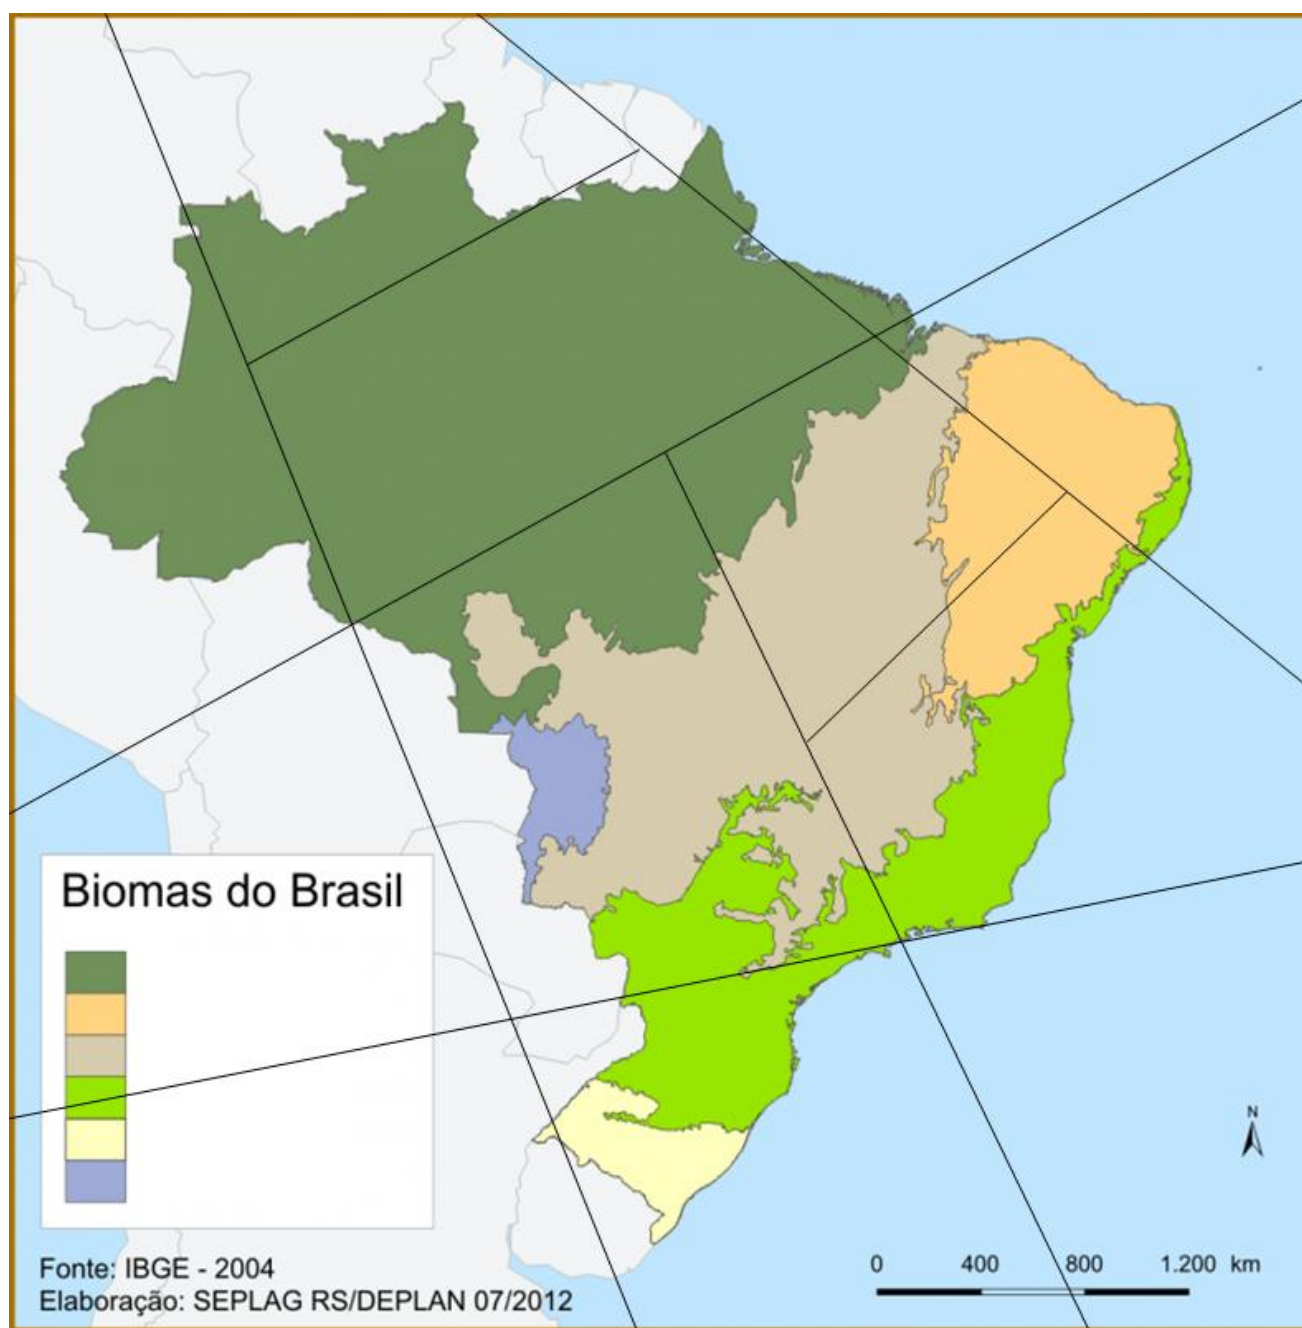 Biomas do Brasil
N
0 400 800 1.200 km
Fonte: IBGE - 2004
Elaboração: SEPLAG RS/DEPLAN 07/2012